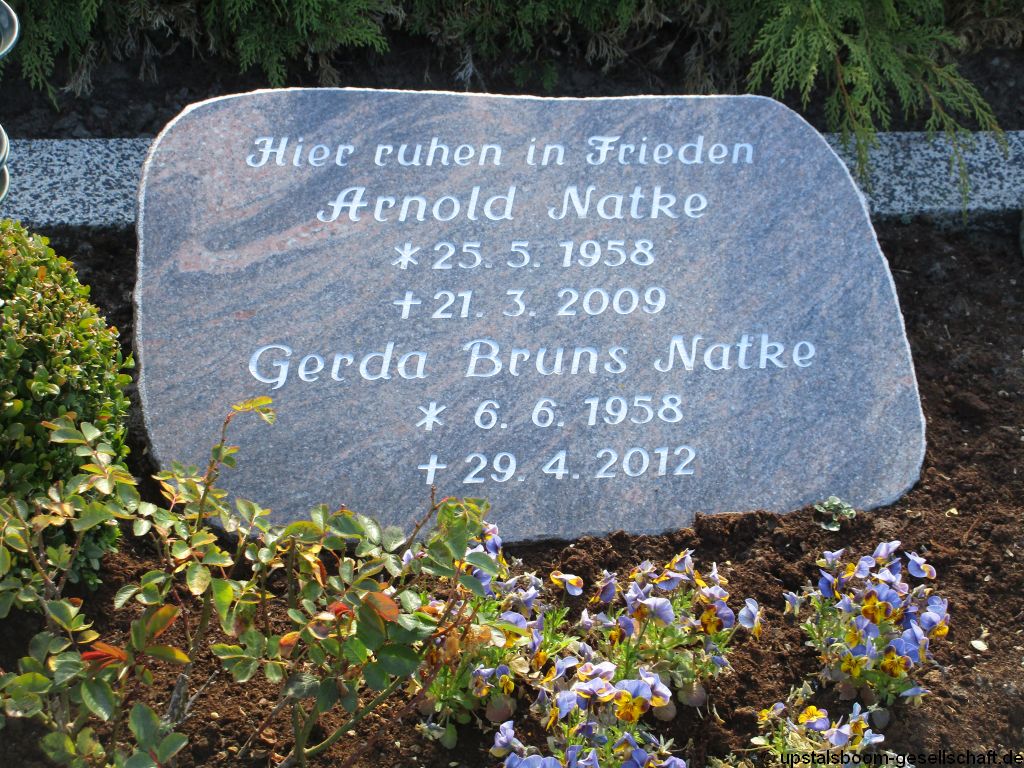 Hier ruhen in Frieden
Arnold Natke
* 25. 5. 1958
✝ 21. 3. 2009
Gerda Bruns Natke
* 6. 6. 1958
✝ 29. 4. 2012
© upstalsboom-gesellschaft.de